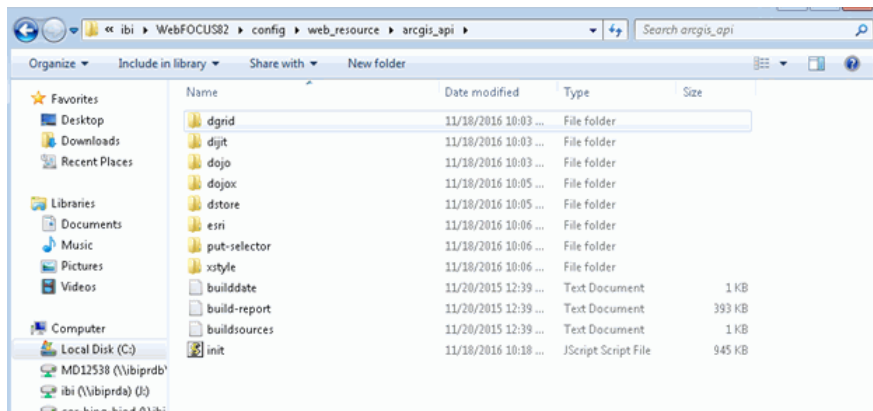 « ibi ▸ WebFOCUS82 ▸ config ▸ web_resource ▸ arcgis_api ▸ Search arcgis_api
Organize Include in library Share with New folder
Name Date modified Type Size
Favorites
Desktop
Downloads
Recent Places
Libraries
Documents
Music
Pictures
Videos
Computer
Local Disk (C:)
MD12538 (\\ibiprdb\
ibi (\\ibiprda) (J:)
dgrid 11/18/2016 10:03 ... File folder
dijit 11/18/2016 10:03 ... File folder
dojo 11/18/2016 10:03 ... File folder
dojox 11/18/2016 10:05 ... File folder
dstore 11/18/2016 10:05 ... File folder
esri 11/18/2016 10:06 ... File folder
put-selector 11/18/2016 10:06 ... File folder
xstyle 11/18/2016 10:06 ... File folder
builddate 11/20/2015 12:39 ... Text Document 1 KB
build-report 11/20/2015 12:39 ... Text Document 393 KB
buildsources 11/20/2015 12:39 ... Text Document 1 KB
init 11/18/2016 10:18 ... JScript Script File 945 KB